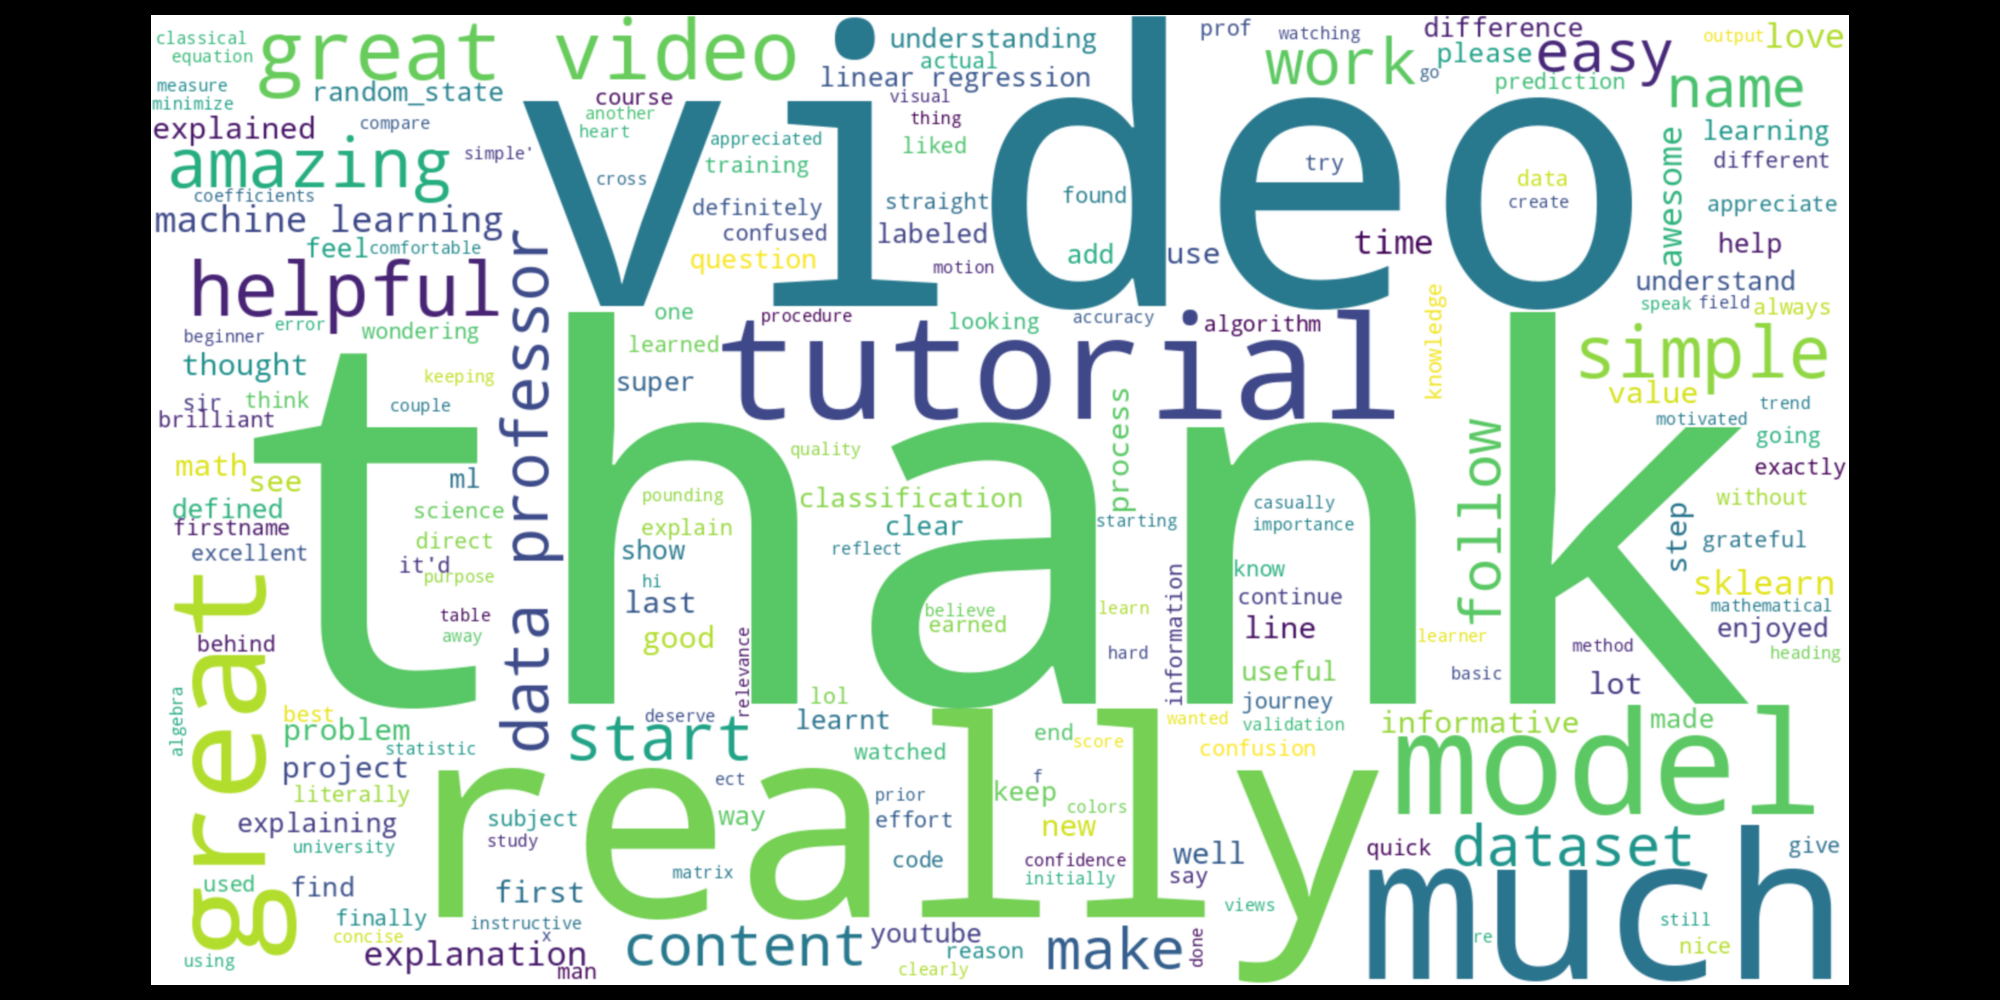 classical
equation
great video
understanding
actual
prof
watching
difference
please
easy
output
love
measure
minimize
random_state
course
another
heart
linear regression
visual
thing
work
go
prediction
name
explained
compare
video
amazing
simple'
appreciated
training
liked
try
data
create
awesome
learning
different
coefficients
cross
definitely
straight
found
appreciate
machine learning
confused
labeled
feel
comfortable
question
motion
add
use
time
help
helpful
data professor
understand
speak
field
always
beginner
error
wondering
one
procedure
looking
accuracy
algorithm
knowledge
learned
tutorial
simple
thought
keeping
super
value
sir
think
couple
brilliant
process
follow
motivated
trend
going
thank
math
see
ml
quality
exactly
defined
firstname
science
pounding
classification
casually
without
excellent
direct
explain
clear
starting
importance
step
grateful
it'd
purpose
show
reflect
hi
know
sklearn
great
table
away
last
believe
earned
learn
information
continue
mathematical
behind
good
relevance
hard
line
learner
method
enjoyed
heading
useful
basic
lot
algebra
best
problem
statistic
lol
deserve
learnt
journey
wanted
validation
informative
made
start
watched
end
score
confusion
model
project
literally
really
ect
prior
f
keep
colors
explaining
university
subject
study
way
effort
new
quick
dataset
give
used
find
first
matrix
code
confidence
initially
well
say
much
finally
concise
instructive
x
views
still
using
explanation
man
content
youtube
reason
clearly
make
done
re
nice